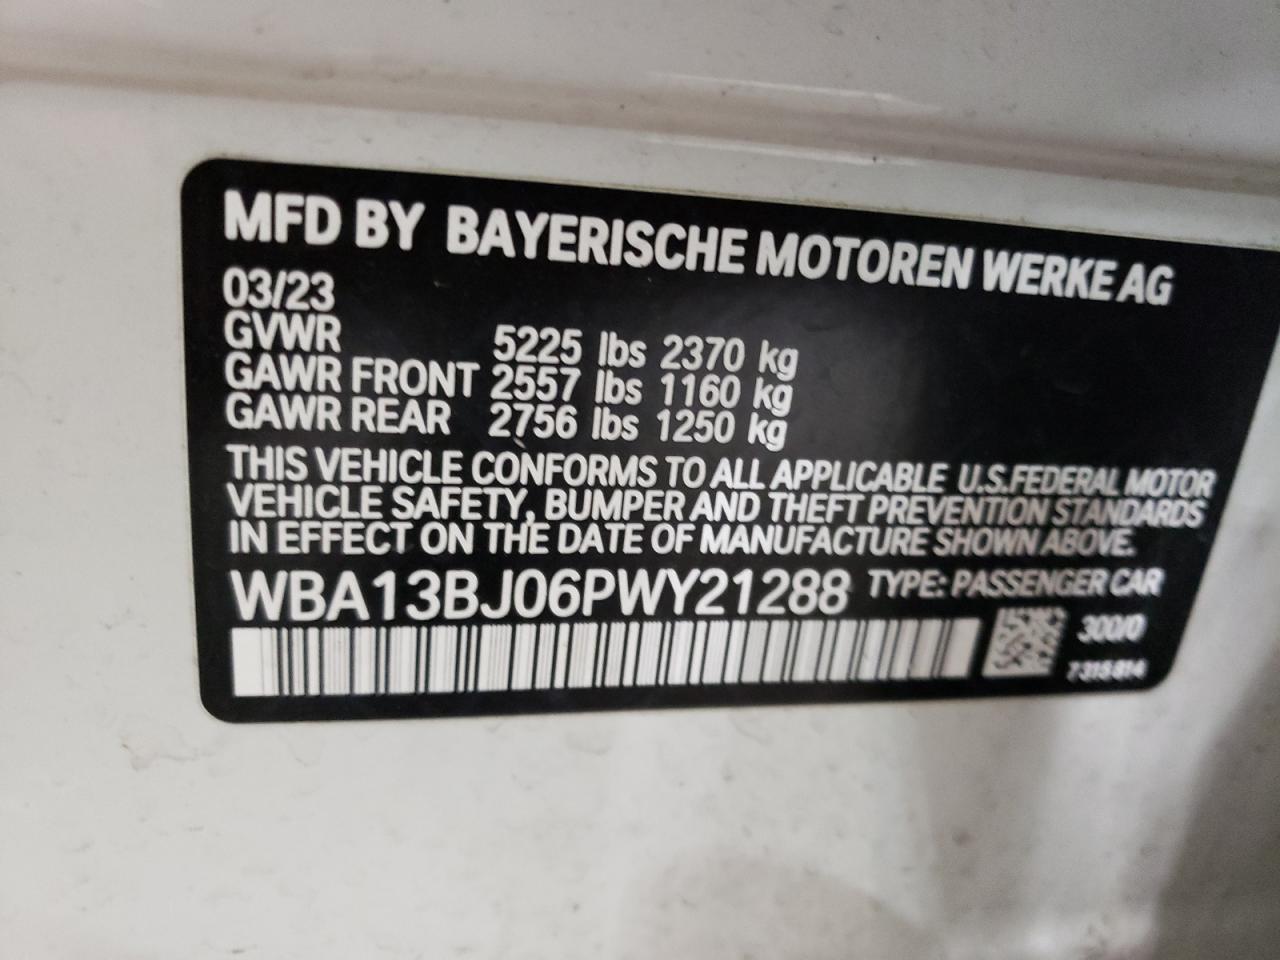 MFD BY BAYERISCHE MOTOREN WERKE AG
03/23
GVWR 5225 lbs 2370 kg
GAWR FRONT 2557 lbs 1160 kg
GAWR REAR 2756 lbs 1250 kg
THIS VEHICLE CONFORMS TO ALL APPLICABLE U.S.FEDERAL MOTOR
VEHICLE SAFETY, BUMPER AND THEFT PREVENTION STANDARDS
IN EFFECT ON THE DATE OF MANUFACTURE SHOWN ABOVE.
WBA13BJ06PWY21288 TYPE: PASSENGER CAR
300/0
7315814